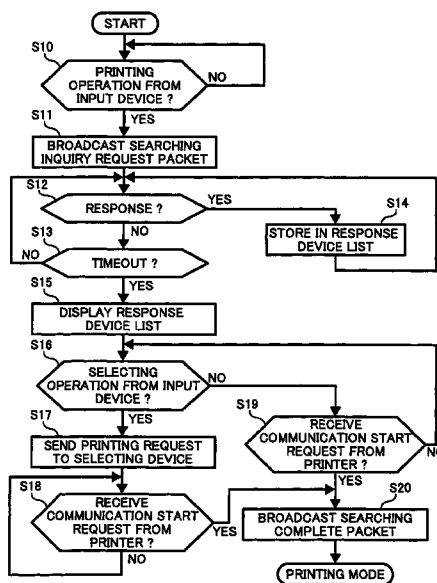 START
S10
PRINTING
OPERATION FROM
INPUT DEVICE ?
NO
YES
S11
BROADCAST SEARCHING
INQUIRY REQUEST PACKET
S12
RESPONSE ?
YES
NO
S14
STORE IN RESPONSE
DEVICE LIST
S13
NO
TIMEOUT ?
YES
S15
DISPLAY RESPONSE
DEVICE LIST
S16
SELECTING
OPERATION FROM INPUT
DEVICE ?
NO
YES
S17
SEND PRINTING REQUEST
TO SELECTING DEVICE
S19
RECEIVE
COMMUNICATION START
REQUEST FROM
PRINTER ?
NO
YES
S18
RECEIVE
COMMUNICATION START
REQUEST FROM
PRINTER ?
YES
NO
S20
BROADCAST SEARCHING
COMPLETE PACKET
PRINTING MODE